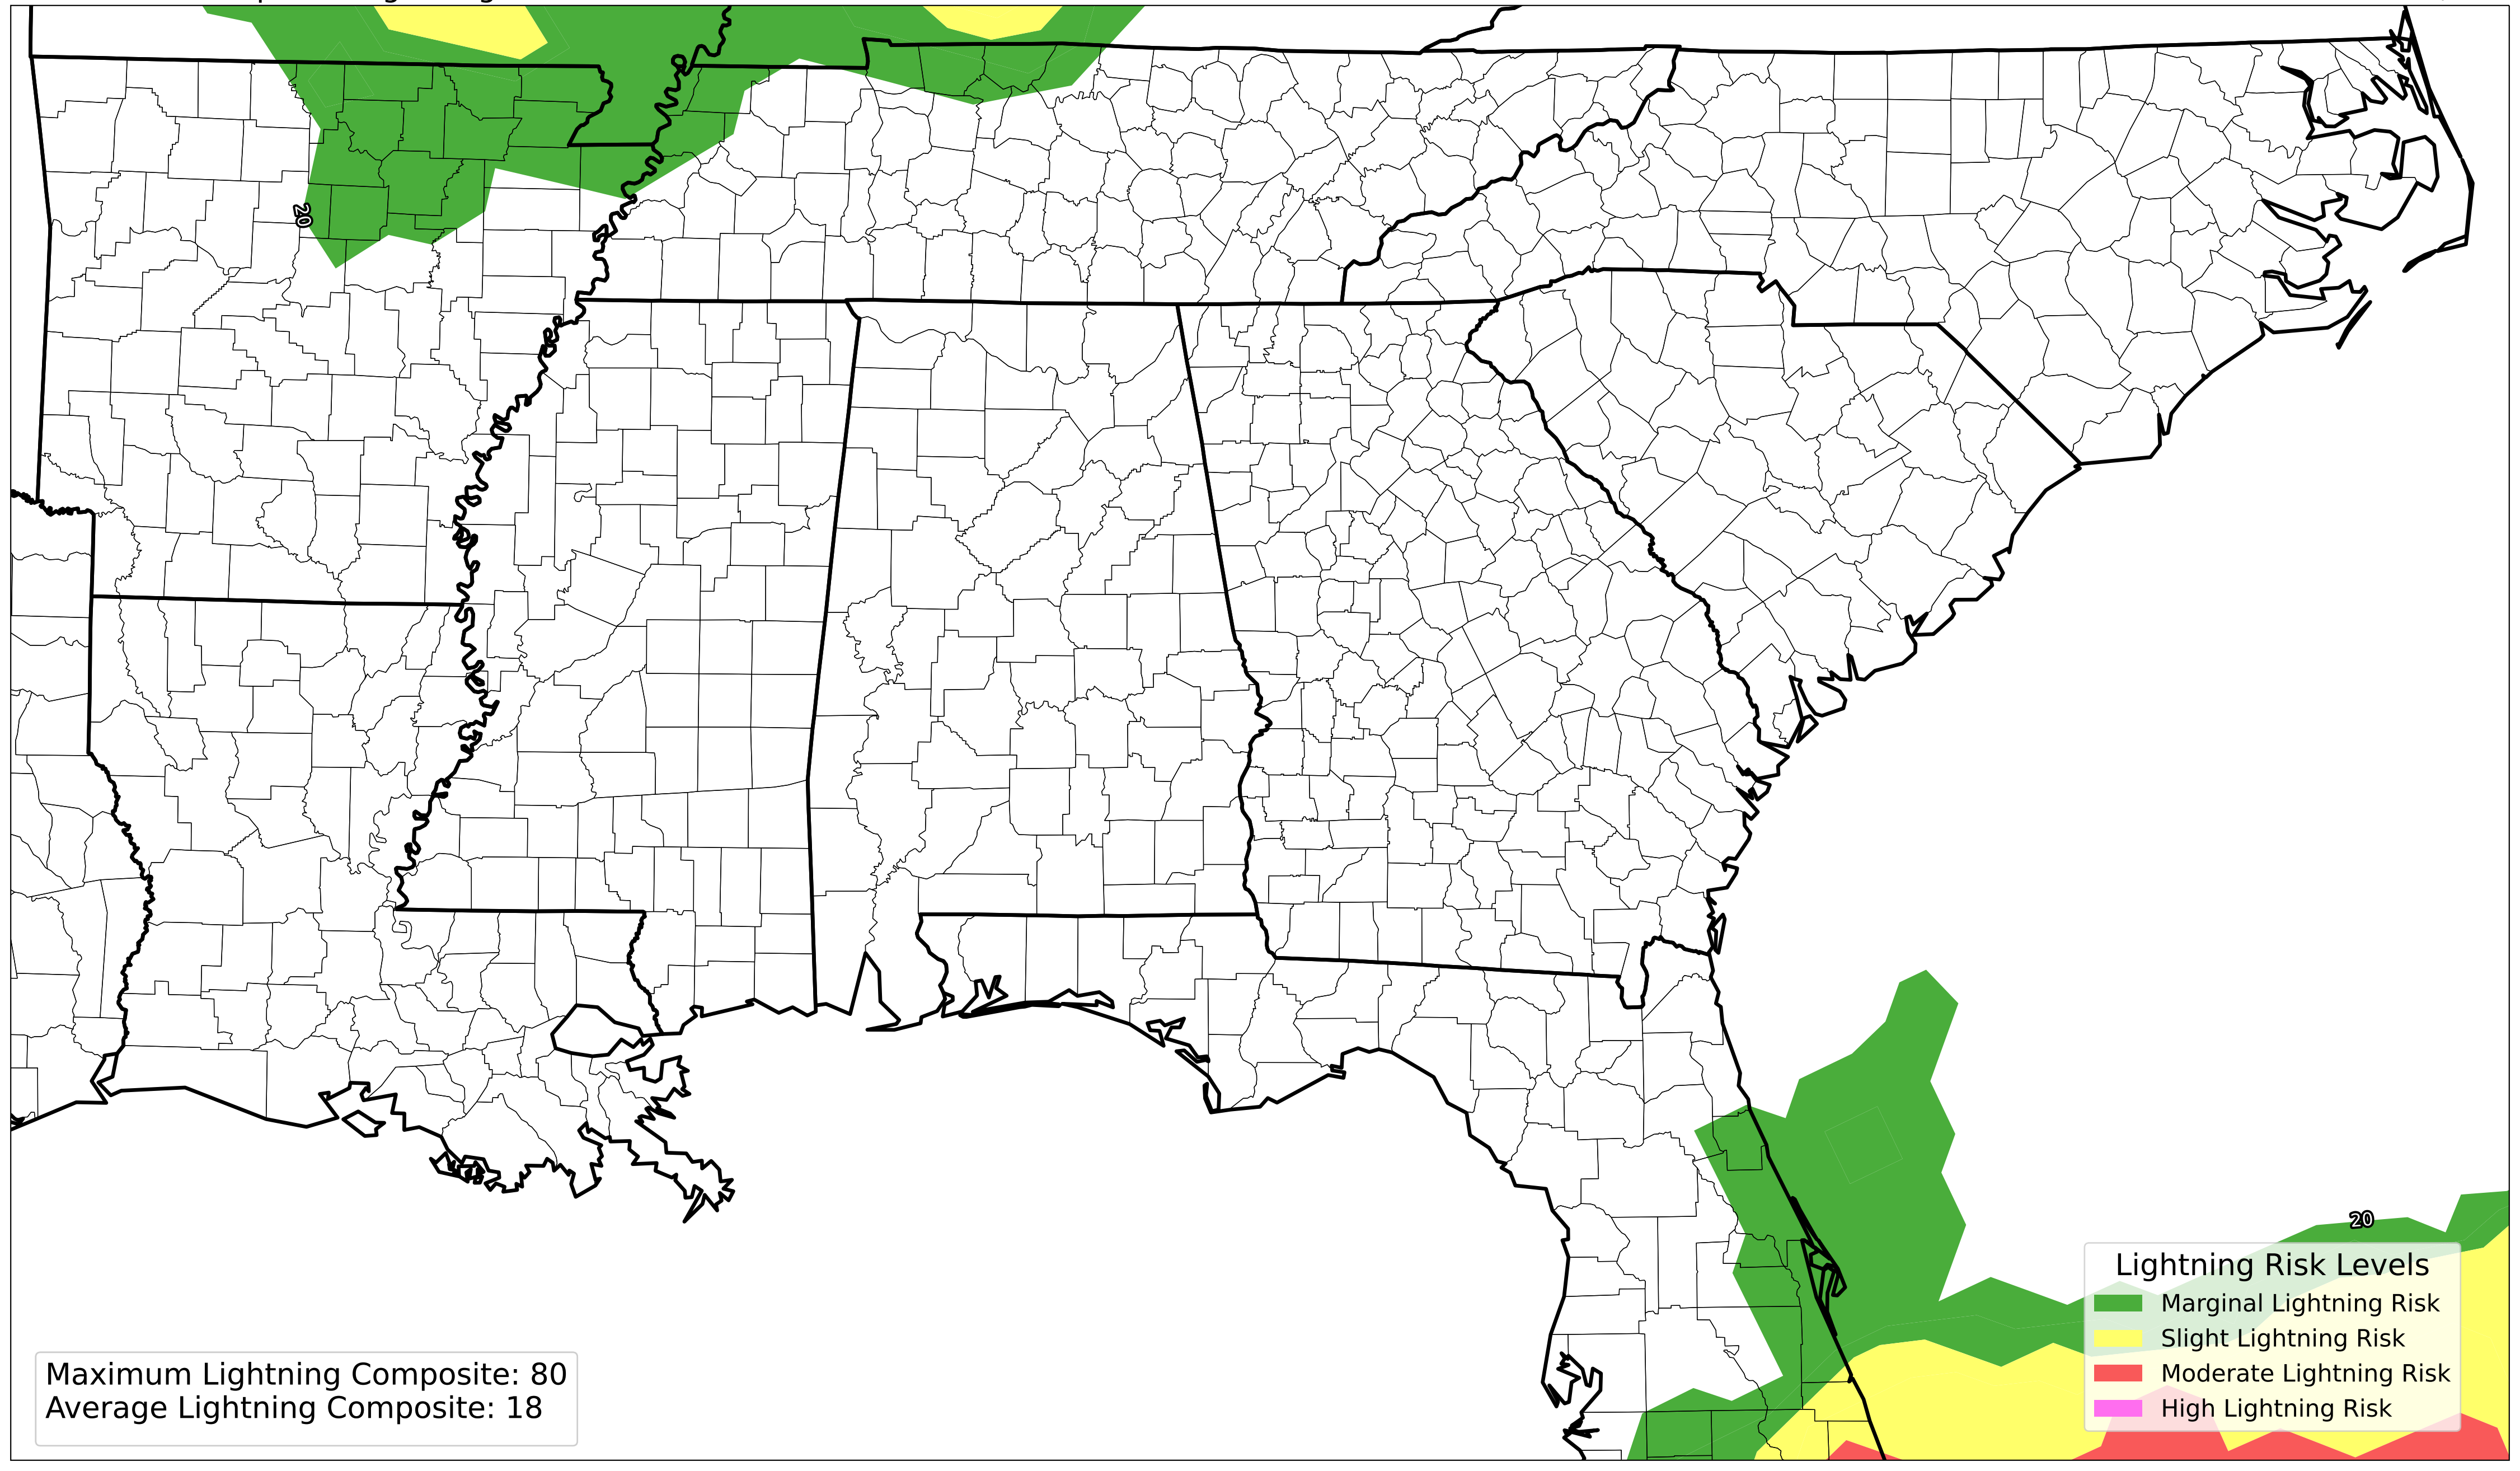 20
20
Lightning Risk Levels
Marginal Lightning Risk
Slight Lightning Risk
Moderate Lightning Risk
High Lightning Risk
Maximum Lightning Composite: 80
Average Lightning Composite: 18